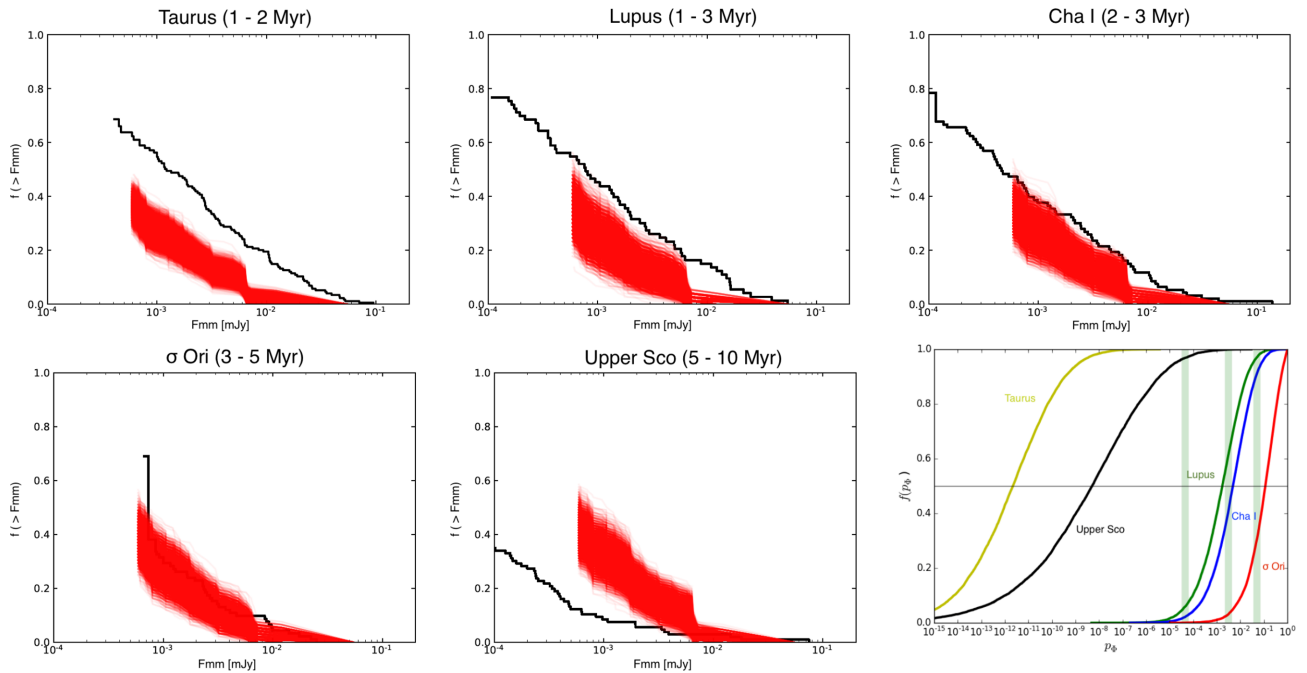 Taurus (1 - 2 Myr)
1.0
0.8
0.6
0.4
0.2
0.0
f ( > Fmm)
10⁻⁴
10⁻³
10⁻²
10⁻¹
Fmm [mJy]
Lupus (1 - 3 Myr)
1.0
0.8
0.6
0.4
0.2
0.0
f ( > Fmm)
10⁻⁴
10⁻³
10⁻²
10⁻¹
Fmm [mJy]
Cha I (2 - 3 Myr)
1.0
0.8
0.6
0.4
0.2
0.0
f ( > Fmm)
10⁻⁴
10⁻³
10⁻²
10⁻¹
Fmm [mJy]
σ Ori (3 - 5 Myr)
1.0
0.8
0.6
0.4
0.2
0.0
f ( > Fmm)
10⁻⁴
10⁻³
10⁻²
10⁻¹
Fmm [mJy]
Upper Sco (5 - 10 Myr)
1.0
0.8
0.6
0.4
0.2
0.0
f ( > Fmm)
10⁻⁴
10⁻³
10⁻²
10⁻¹
Fmm [mJy]
1.0
0.8
0.6
0.4
0.2
0.0
f(p_Φ)
Taurus
Lupus
Cha I
Upper Sco
σ Ori
10⁻¹⁵ 10⁻¹⁴ 10⁻¹³ 10⁻¹² 10⁻¹¹ 10⁻¹⁰ 10⁻⁹ 10⁻⁸ 10⁻⁷ 10⁻⁶ 10⁻⁵ 10⁻⁴ 10⁻³ 10⁻² 10⁻¹ 10⁰
p_Φ